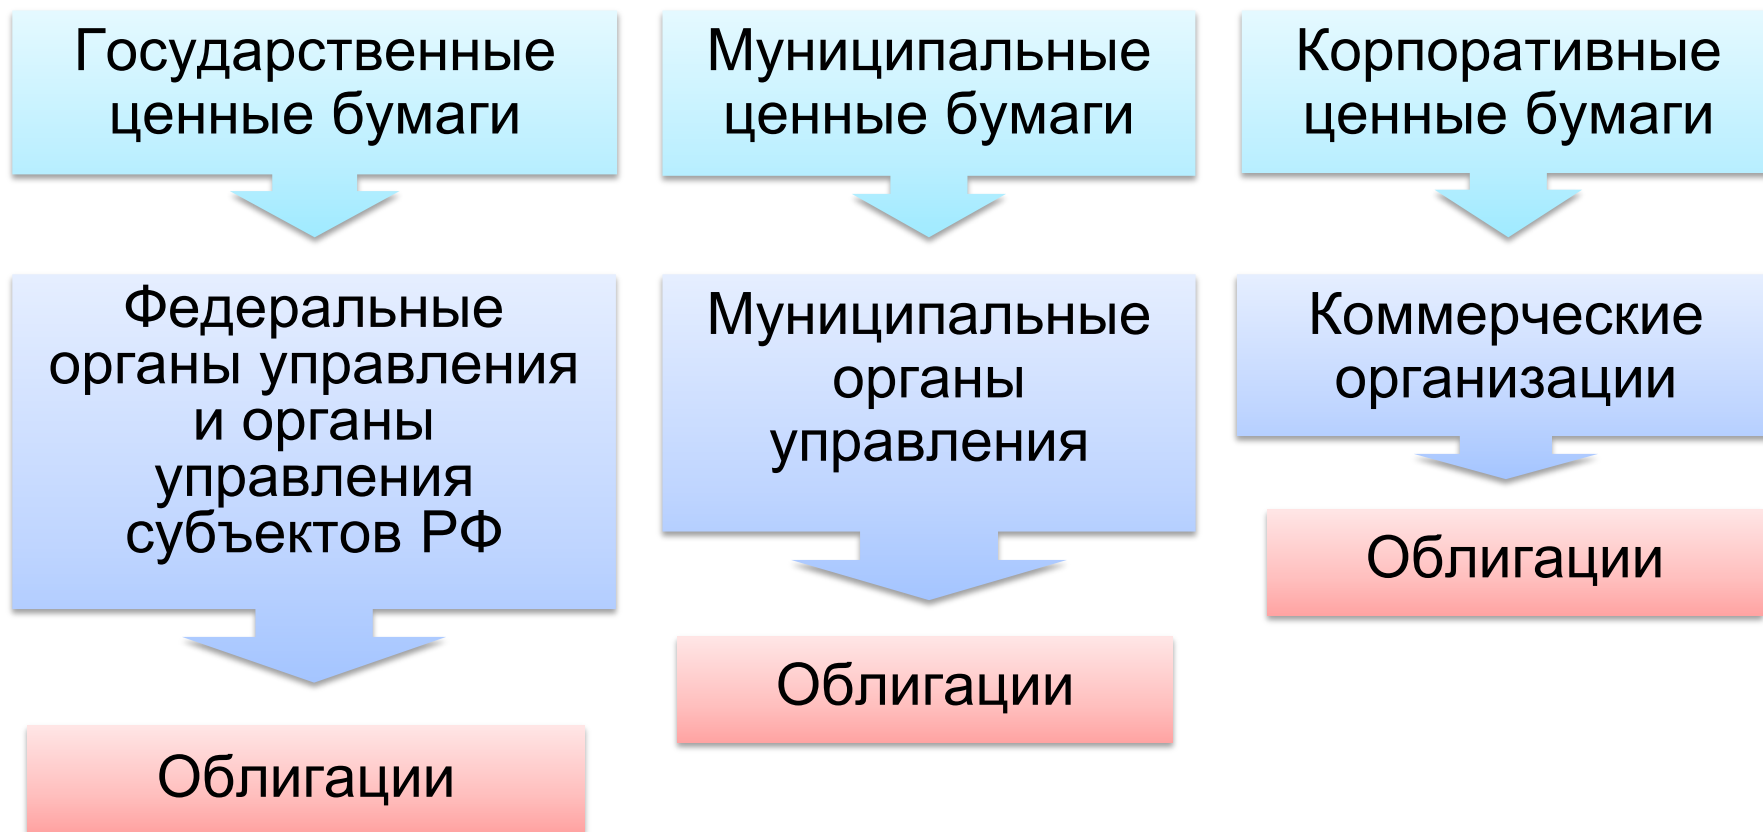 Государственные
ценные бумаги
Федеральные
органы управления
и органы
управления
субъектов РФ
Облигации
Муниципальные
ценные бумаги
Муниципальные
органы
управления
Облигации
Корпоративные
ценные бумаги
Коммерческие
организации
Облигации